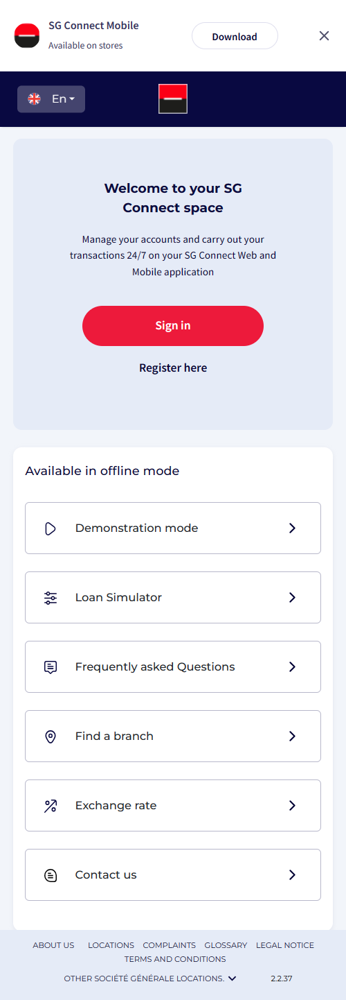 SG Connect Mobile
Available on stores
Download
En
Welcome to your SG
Connect space
Manage your accounts and carry out your
transactions 24/7 on your SG Connect Web and
Mobile application
Sign in
Register here
Available in offline mode
Demonstration mode
Loan Simulator
Frequently asked Questions
Find a branch
Exchange rate
Contact us
ABOUT US LOCATIONS COMPLAINTS GLOSSARY LEGAL NOTICE
TERMS AND CONDITIONS
OTHER SOCIÉTÉ GÉNÉRALE LOCATIONS. 2.2.37